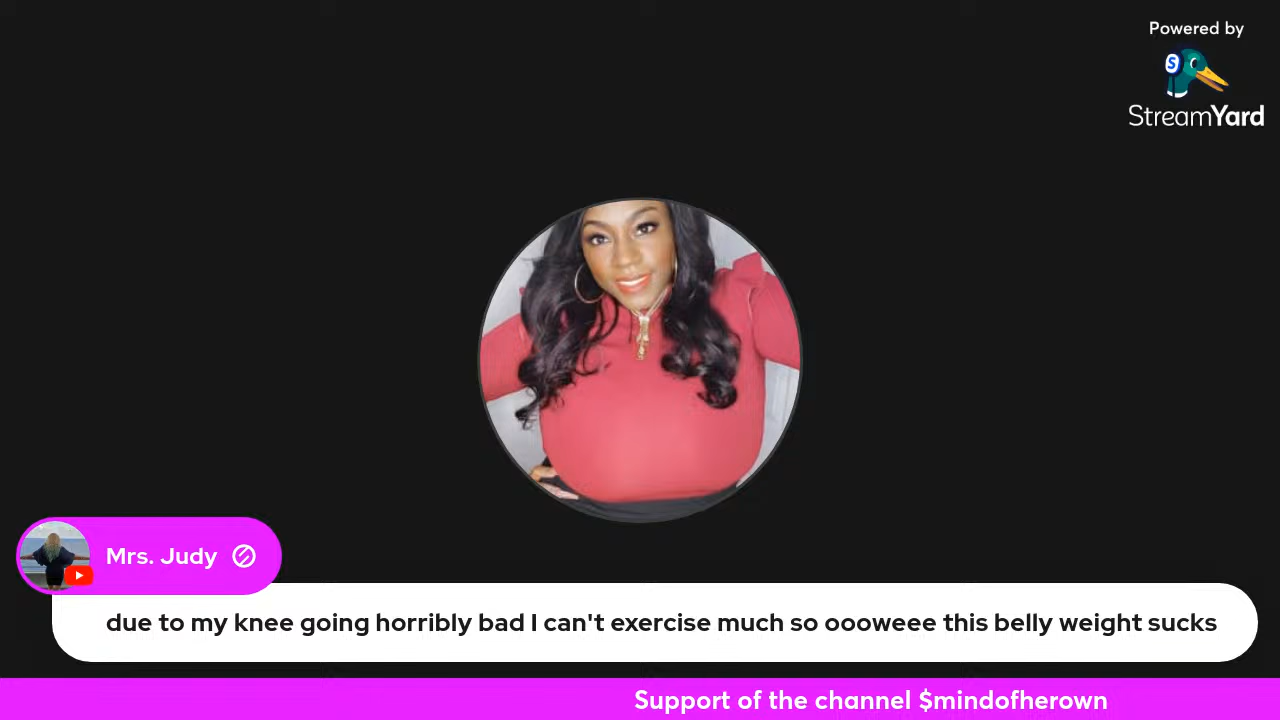 Powered by
S
StreamYard
Mrs. Judy
due to my knee going horribly bad I can't exercise much so oooweee this belly weight sucks
Support of the channel $mindofherown